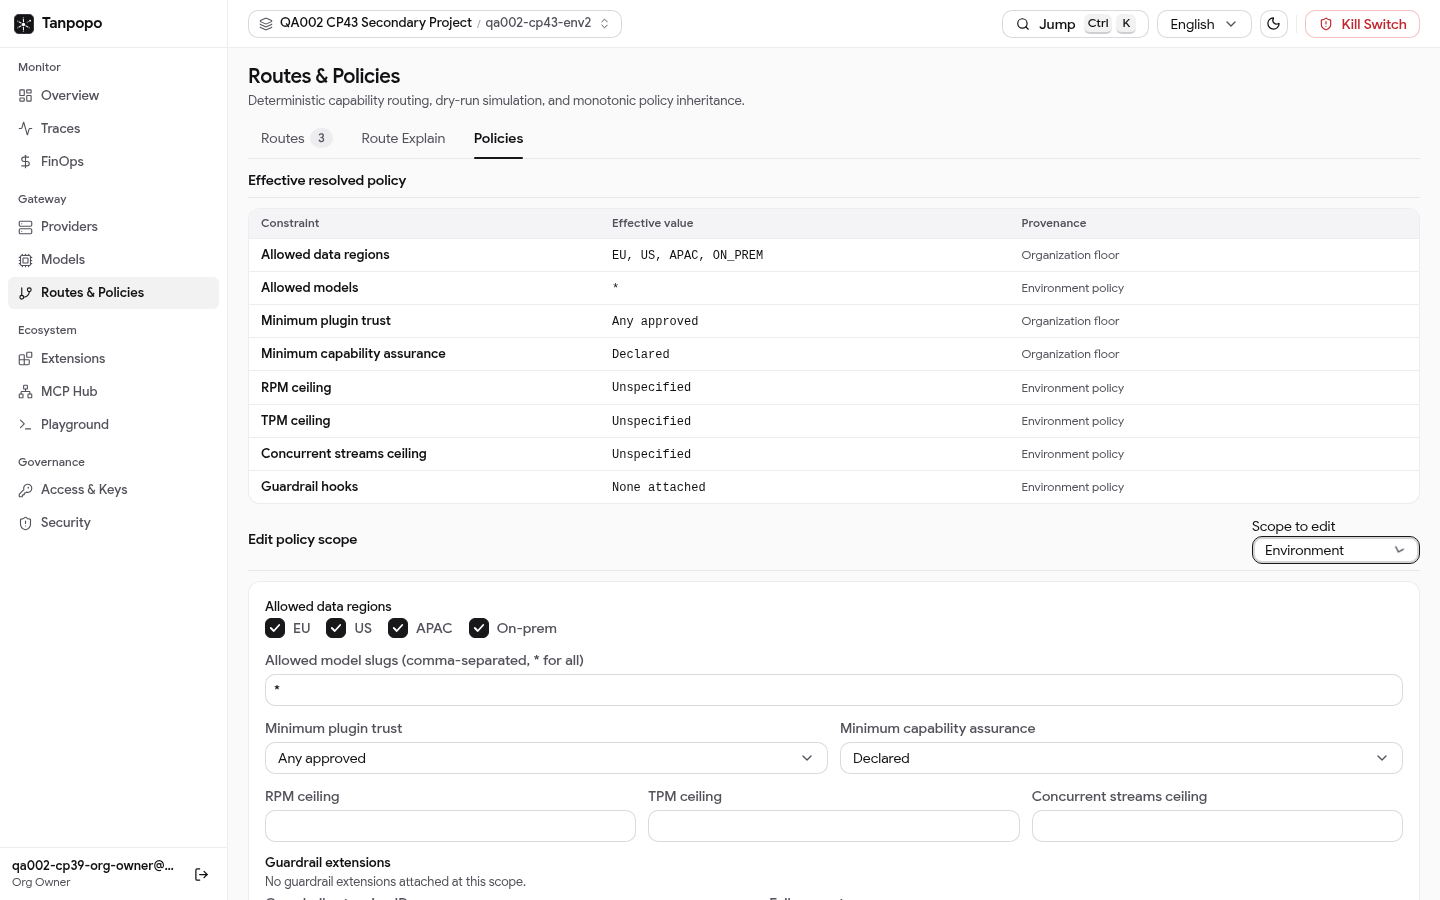 Tanpopo
QA002 CP43 Secondary Project / qa002-cp43-env2
Jump Ctrl K
English
Kill Switch
Monitor
Overview
Traces
FinOps
Gateway
Providers
Models
Routes & Policies
Ecosystem
Extensions
MCP Hub
Playground
Governance
Access & Keys
Security
qa002-cp39-org-owner@...
Org Owner
Routes & Policies
Deterministic capability routing, dry-run simulation, and monotonic policy inheritance.
Routes 3 Route Explain Policies
Effective resolved policy
Constraint Effective value Provenance
Allowed data regions EU, US, APAC, ON_PREM Organization floor
Allowed models * Environment policy
Minimum plugin trust Any approved Organization floor
Minimum capability assurance Declared Organization floor
RPM ceiling Unspecified Environment policy
TPM ceiling Unspecified Environment policy
Concurrent streams ceiling Unspecified Environment policy
Guardrail hooks None attached Environment policy
Edit policy scope
Scope to edit
Environment
Allowed data regions
EU US APAC On-prem
Allowed model slugs (comma-separated, * for all)
*
Minimum plugin trust Minimum capability assurance
Any approved Declared
RPM ceiling TPM ceiling Concurrent streams ceiling
Guardrail extensions
No guardrail extensions attached at this scope.